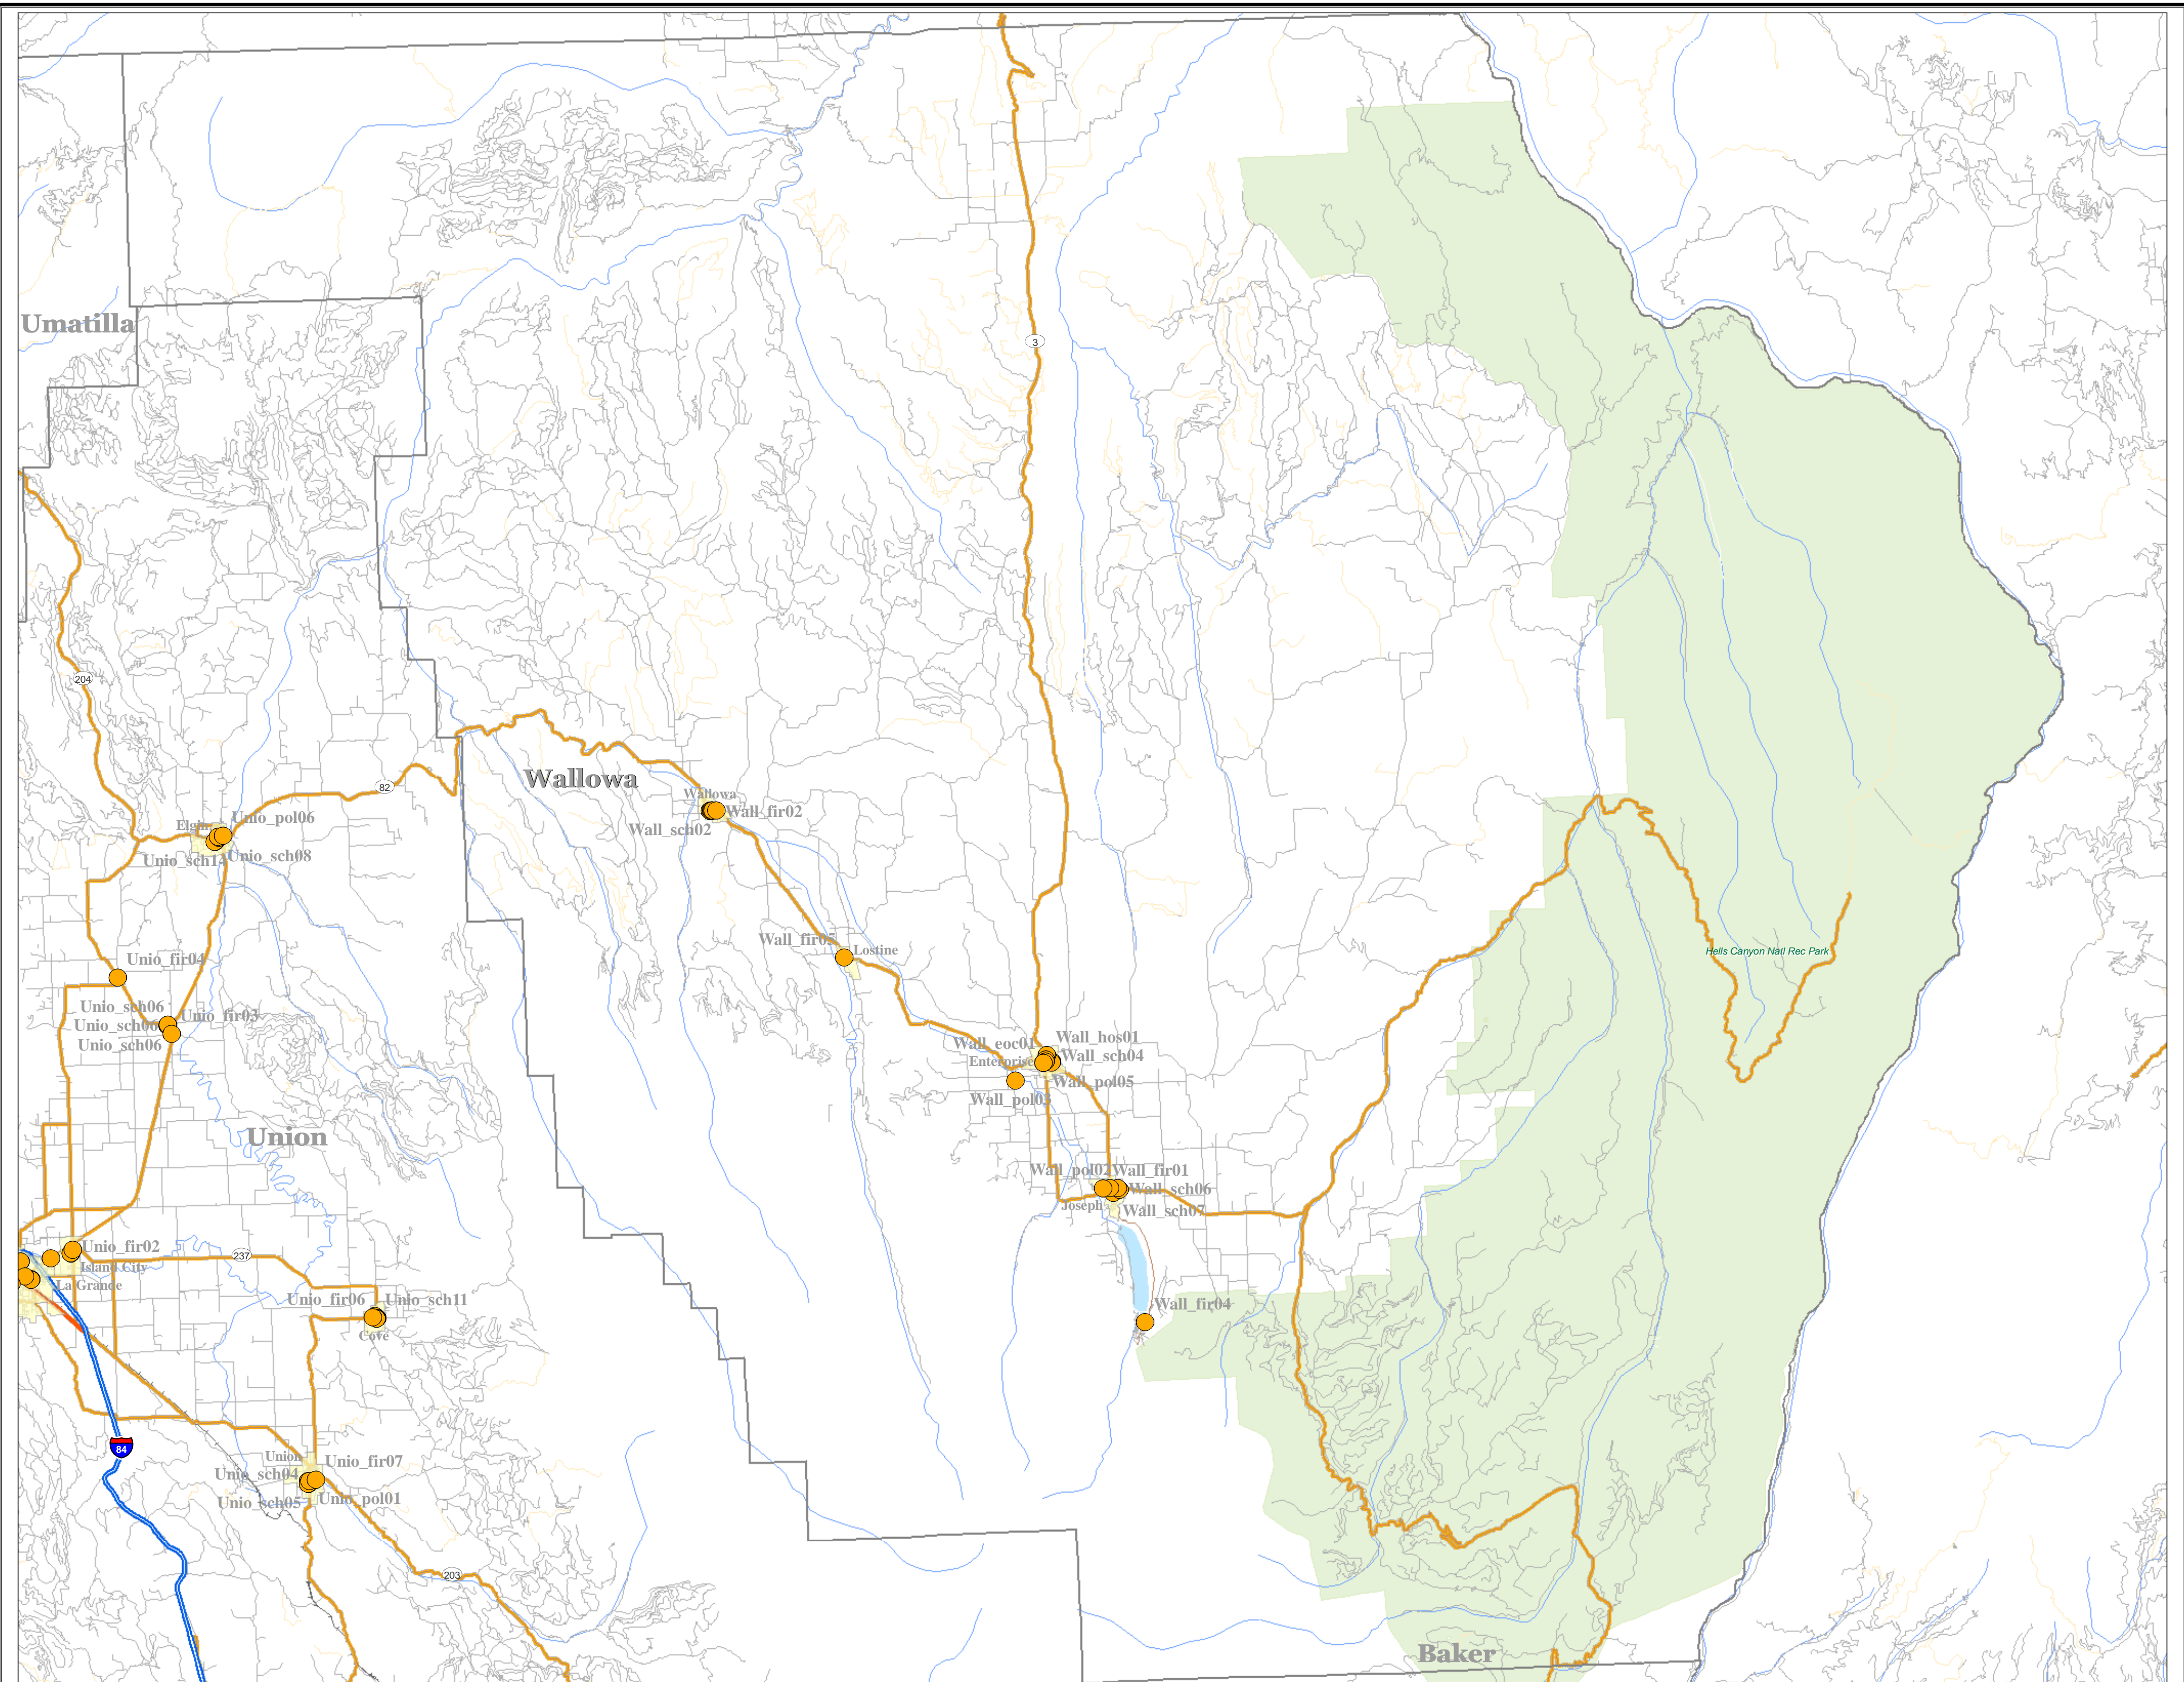 Umatilla
3
204
Wallowa
82
Wallowa
Wall_fir02
Wall_sch02
Elgin
Unio_pol06
Unio_sch14
Unio_sch08
Wall_fir05
Lostine
Hells Canyon Natl Rec Park
Unio_fir04
Unio_sch06
Unio_fir03
Unio_sch06
Unio_sch06
Wall_hos01
Wall_eoc01
Wall_sch04
Enterprise
Wall_pol05
Wall_pol03
Union
Wall_pol02
Wall_fir01
Wall_sch06
Joseph
Wall_sch07
Unio_fir02
237
Island City
La Grande
Unio_fir06
Unio_sch11
Wall_fir04
Cove
84
Union
Unio_fir07
Unio_sch04
Unio_pol01
Unio_sch05
203
Baker